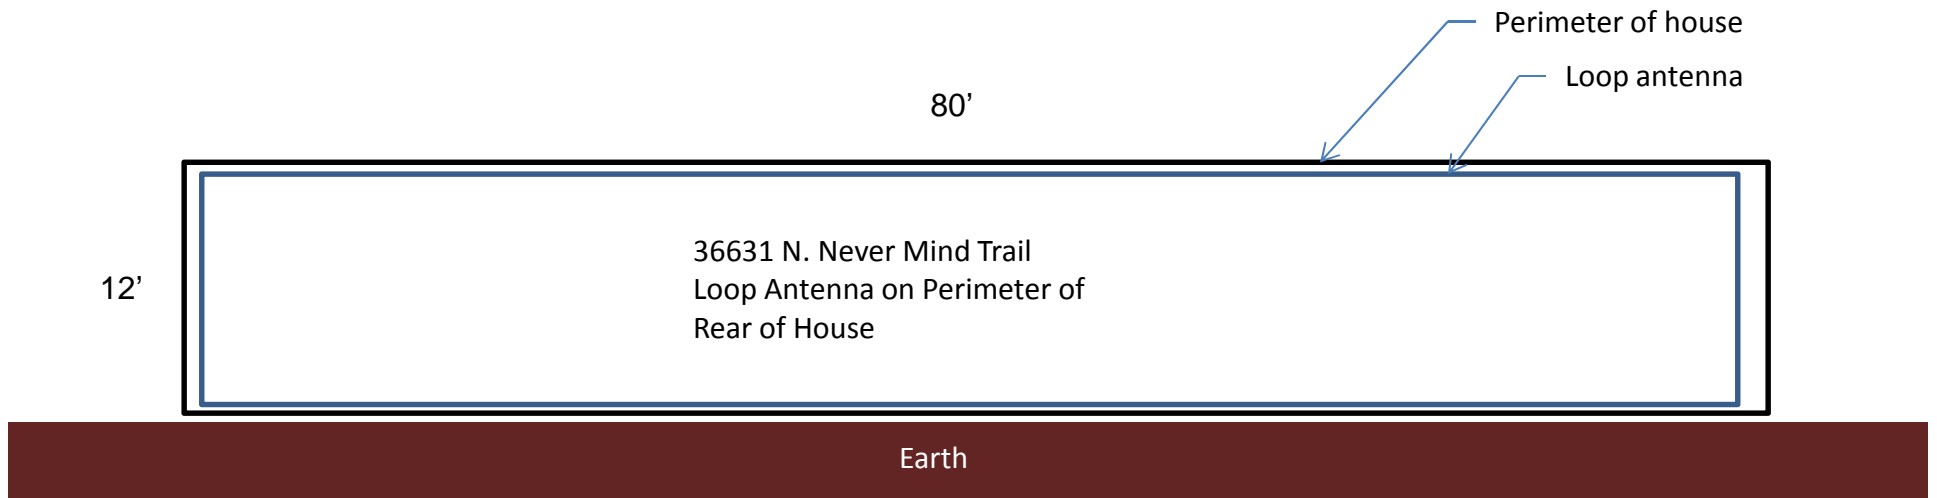 Perimeter of house
Loop antenna
80’
36631 N. Never Mind Trail
Loop Antenna on Perimeter of
Rear of House
12’
Earth